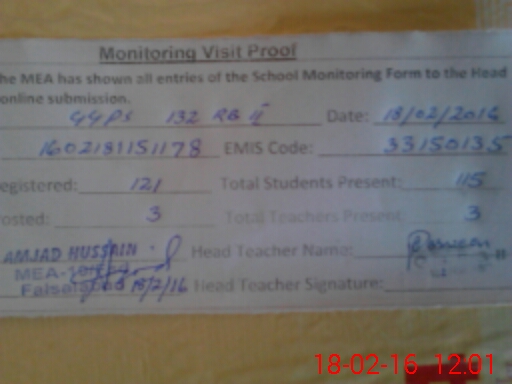 Monitoring Visit Proof
he MEA has shown all entries of the School Monitoring Form to the Head
online submission.
GGPS 132 RB Date: 18/02/2016
1602181151178 EMIS Code: 33150135
egistered: 121 Total Students Present: 115
osted: 3 Total Teachers Present 3
AMJAD HUSSAIN Head Teacher Name:
MEA- 18/2/16 Head Teacher Signature:
18-02-16 12:01